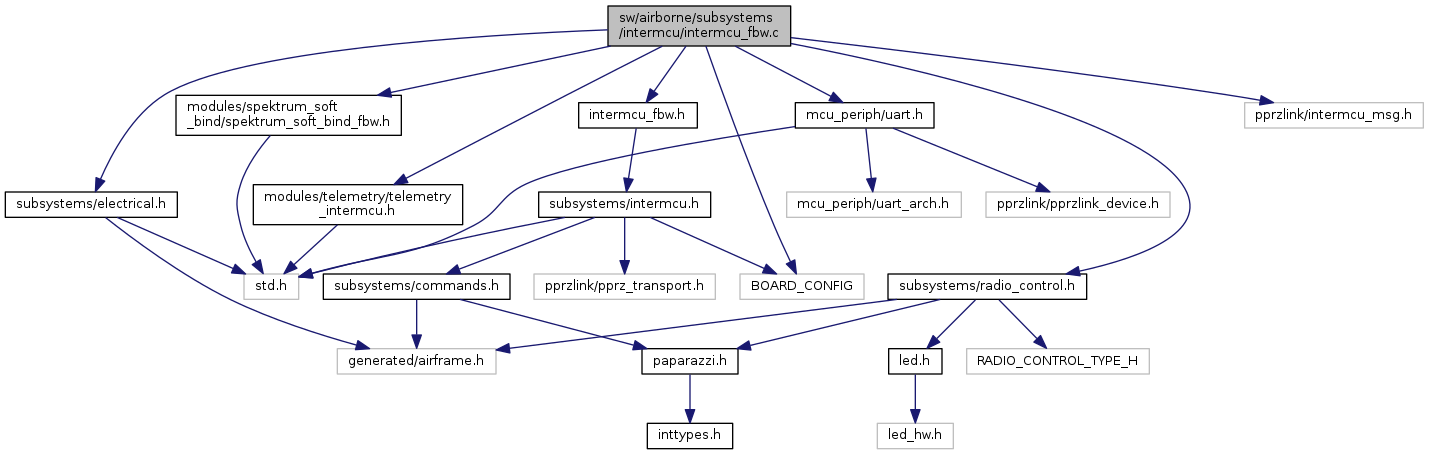 sw/airborne/subsystems
/intermcu/intermcu_fbw.c
modules/spektrum_soft
_bind/spektrum_soft_bind_fbw.h
intermcu_fbw.h
mcu_periph/uart.h
pprzlink/intermcu_msg.h
subsystems/electrical.h
modules/telemetry/telemetry
_intermcu.h
subsystems/intermcu.h
mcu_periph/uart_arch.h
pprzlink/pprzlink_device.h
std.h
subsystems/commands.h
pprzlink/pprz_transport.h
BOARD_CONFIG
subsystems/radio_control.h
generated/airframe.h
paparazzi.h
led.h
RADIO_CONTROL_TYPE_H
inttypes.h
led_hw.h